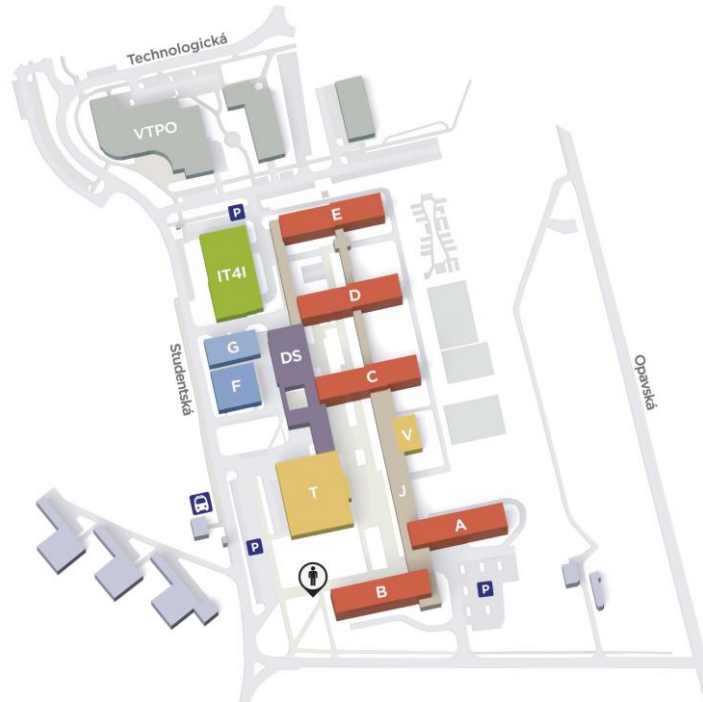 Technologická
VTPO
P
E
IT4I
D
G
DS
Studentská
C
F
Opavská
V
T
J
A
P
P
B